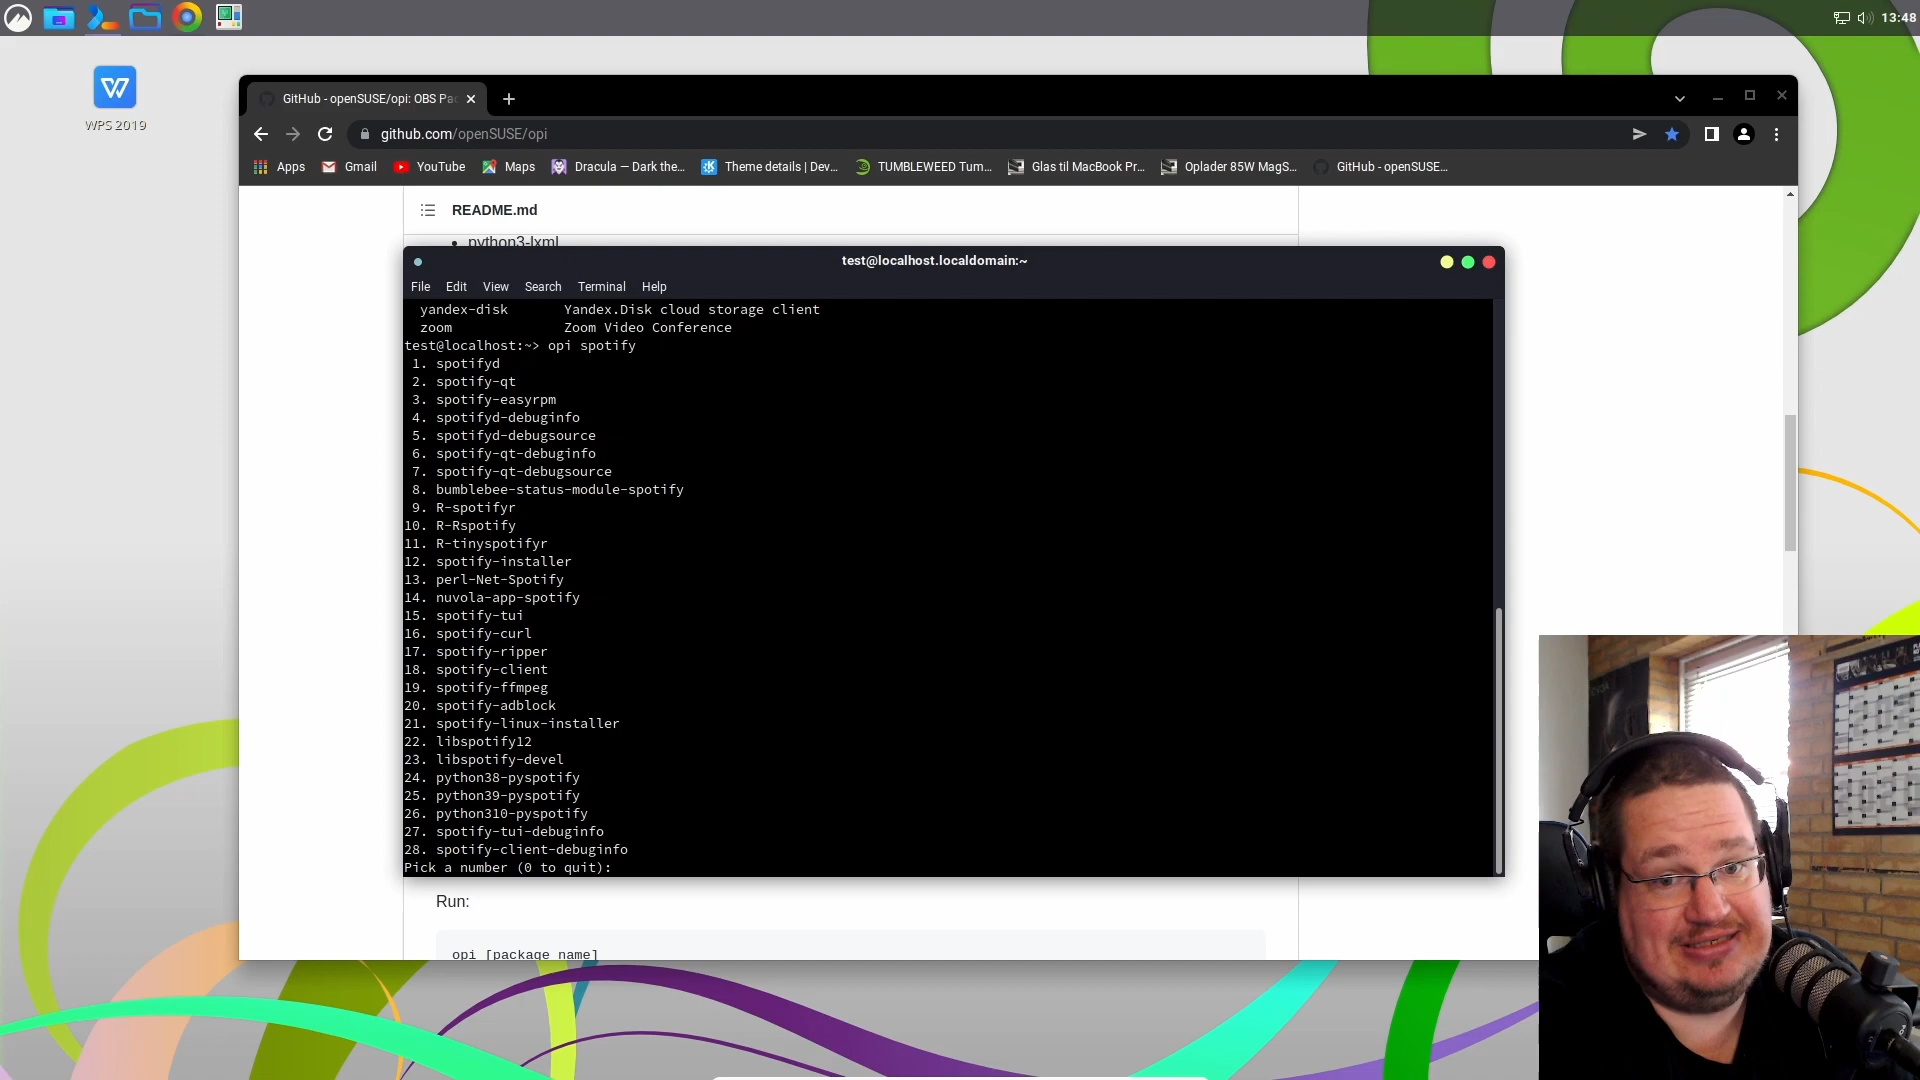 13:48
WPS 2019
GitHub - openSUSE/opi: OBS Pac
github.com/openSUSE/opi
Apps Gmail YouTube Maps Dracula — Dark the... Theme details | Dev... TUMBLEWEED Tum... Glas til MacBook Pr... Oplader 85W MagS... GitHub - openSUSE...
README.md
python3-lxml
test@localhost.localdomain:~
File Edit View Search Terminal Help
yandex-disk Yandex.Disk cloud storage client
zoom Zoom Video Conference
test@localhost:~> opi spotify
1. spotifyd
2. spotify-qt
3. spotify-easyrpm
4. spotifyd-debuginfo
5. spotifyd-debugsource
6. spotify-qt-debuginfo
7. spotify-qt-debugsource
8. bumblebee-status-module-spotify
9. R-spotifyr
10. R-Rspotify
11. R-tinyspotifyr
12. spotify-installer
13. perl-Net-Spotify
14. nuvola-app-spotify
15. spotify-tui
16. spotify-curl
17. spotify-ripper
18. spotify-client
19. spotify-ffmpeg
20. spotify-adblock
21. spotify-linux-installer
22. libspotify12
23. libspotify-devel
24. python38-pyspotify
25. python39-pyspotify
26. python310-pyspotify
27. spotify-tui-debuginfo
28. spotify-client-debuginfo
Pick a number (0 to quit):
Run:
opi [package name]